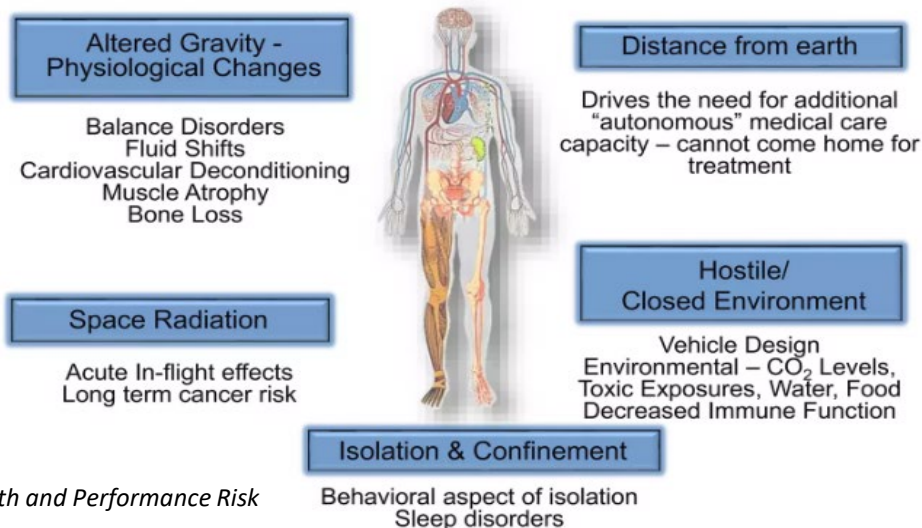 Altered Gravity -
Physiological Changes
Balance Disorders
Fluid Shifts
Cardiovascular Deconditioning
Muscle Atrophy
Bone Loss
Distance from earth
Drives the need for additional
“autonomous” medical care
capacity – cannot come home for
treatment
Space Radiation
Acute In-flight effects
Long term cancer risk
Hostile/
Closed Environment
Vehicle Design
Environmental – CO₂ Levels,
Toxic Exposures, Water, Food
Decreased Immune Function
Isolation & Confinement
Behavioral aspect of isolation
Sleep disorders
and Performance Risk